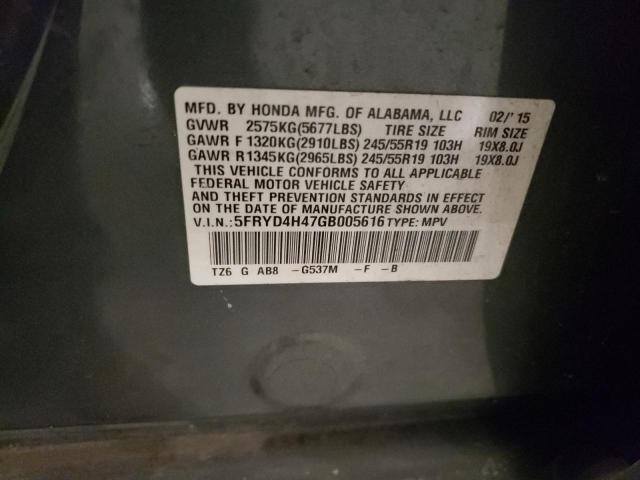 MFD. BY HONDA MFG. OF ALABAMA, LLC 02/'15
GVWR 2575KG(5677LBS) TIRE SIZE RIM SIZE
GAWR F 1320KG(2910LBS) 245/55R19 103H 19X8.0J
GAWR R 1345KG(2965LBS) 245/55R19 103H 19X8.0J
THIS VEHICLE CONFORMS TO ALL APPLICABLE
FEDERAL MOTOR VEHICLE SAFETY
AND THEFT PREVENTION STANDARDS IN EFFECT
ON THE DATE OF MANUFACTURE SHOWN ABOVE.
V.I.N.:5FRYD4H47GB005616 TYPE: MPV
TZ6 G AB8 -G537M -F -B